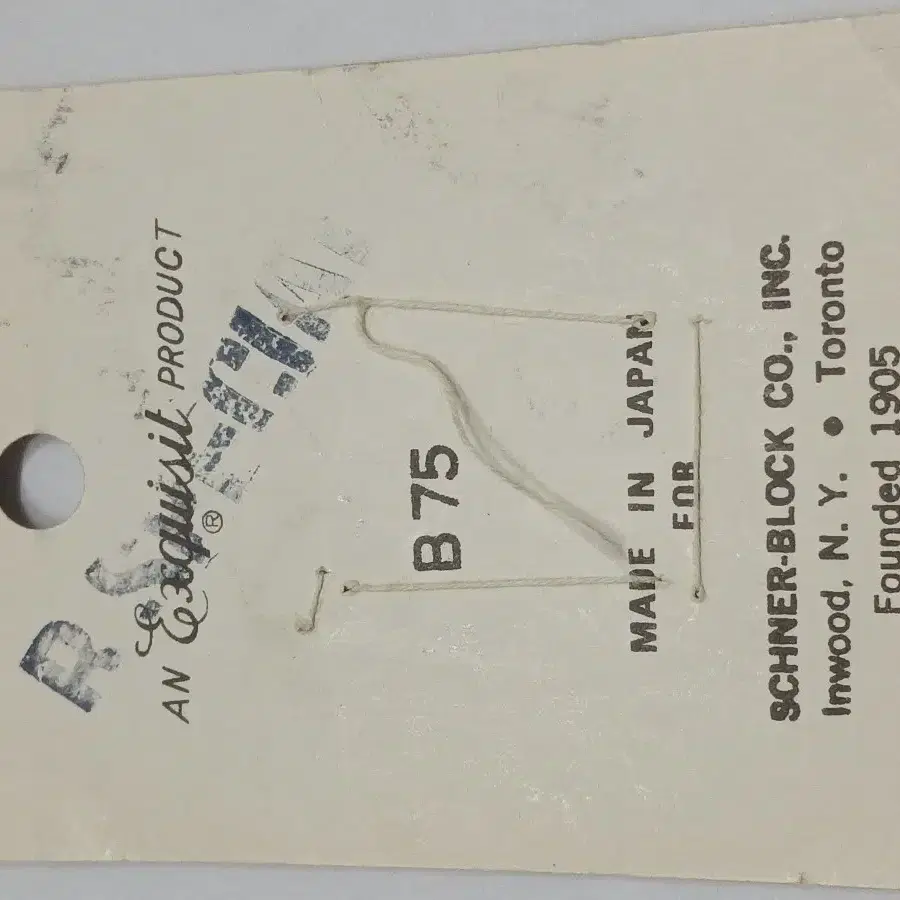 AN Exquisit PRODUCT
®
B 75
MADE IN JAPAN
FOR
SCHNER-BLOCK CO., INC.
Inwood, N. Y. • Toronto
Founded 1905